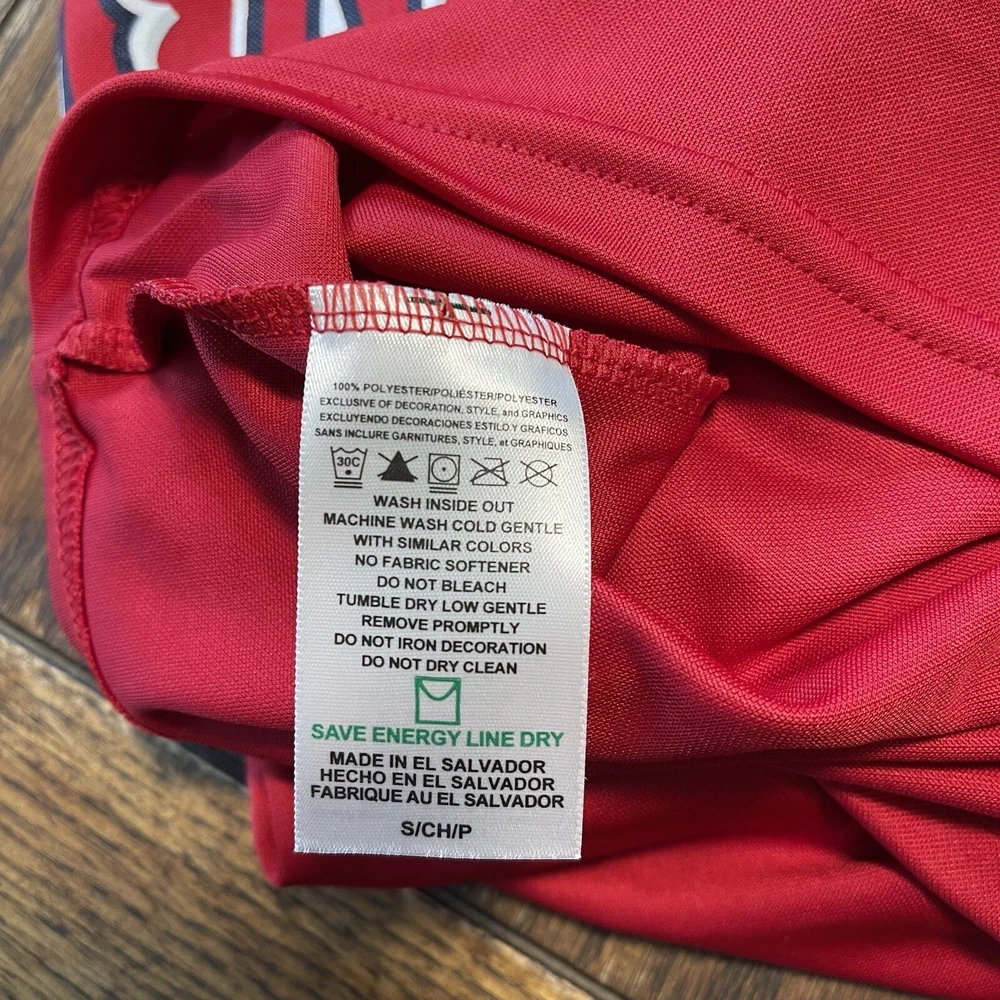 100% POLYESTER/POLIÉSTER/POLYESTER
EXCLUSIVE OF DECORATION, STYLE, and GRAPHICS
EXCLUYENDO DECORACIONES ESTILO Y GRAFICOS
SANS INCLURE GARNITURES, STYLE, et GRAPHIQUES
30C
WASH INSIDE OUT
MACHINE WASH COLD GENTLE
WITH SIMILAR COLORS
NO FABRIC SOFTENER
DO NOT BLEACH
TUMBLE DRY LOW GENTLE
REMOVE PROMPTLY
DO NOT IRON DECORATION
DO NOT DRY CLEAN
SAVE ENERGY LINE DRY
MADE IN EL SALVADOR
HECHO EN EL SALVADOR
FABRIQUE AU EL SALVADOR
S/CH/P